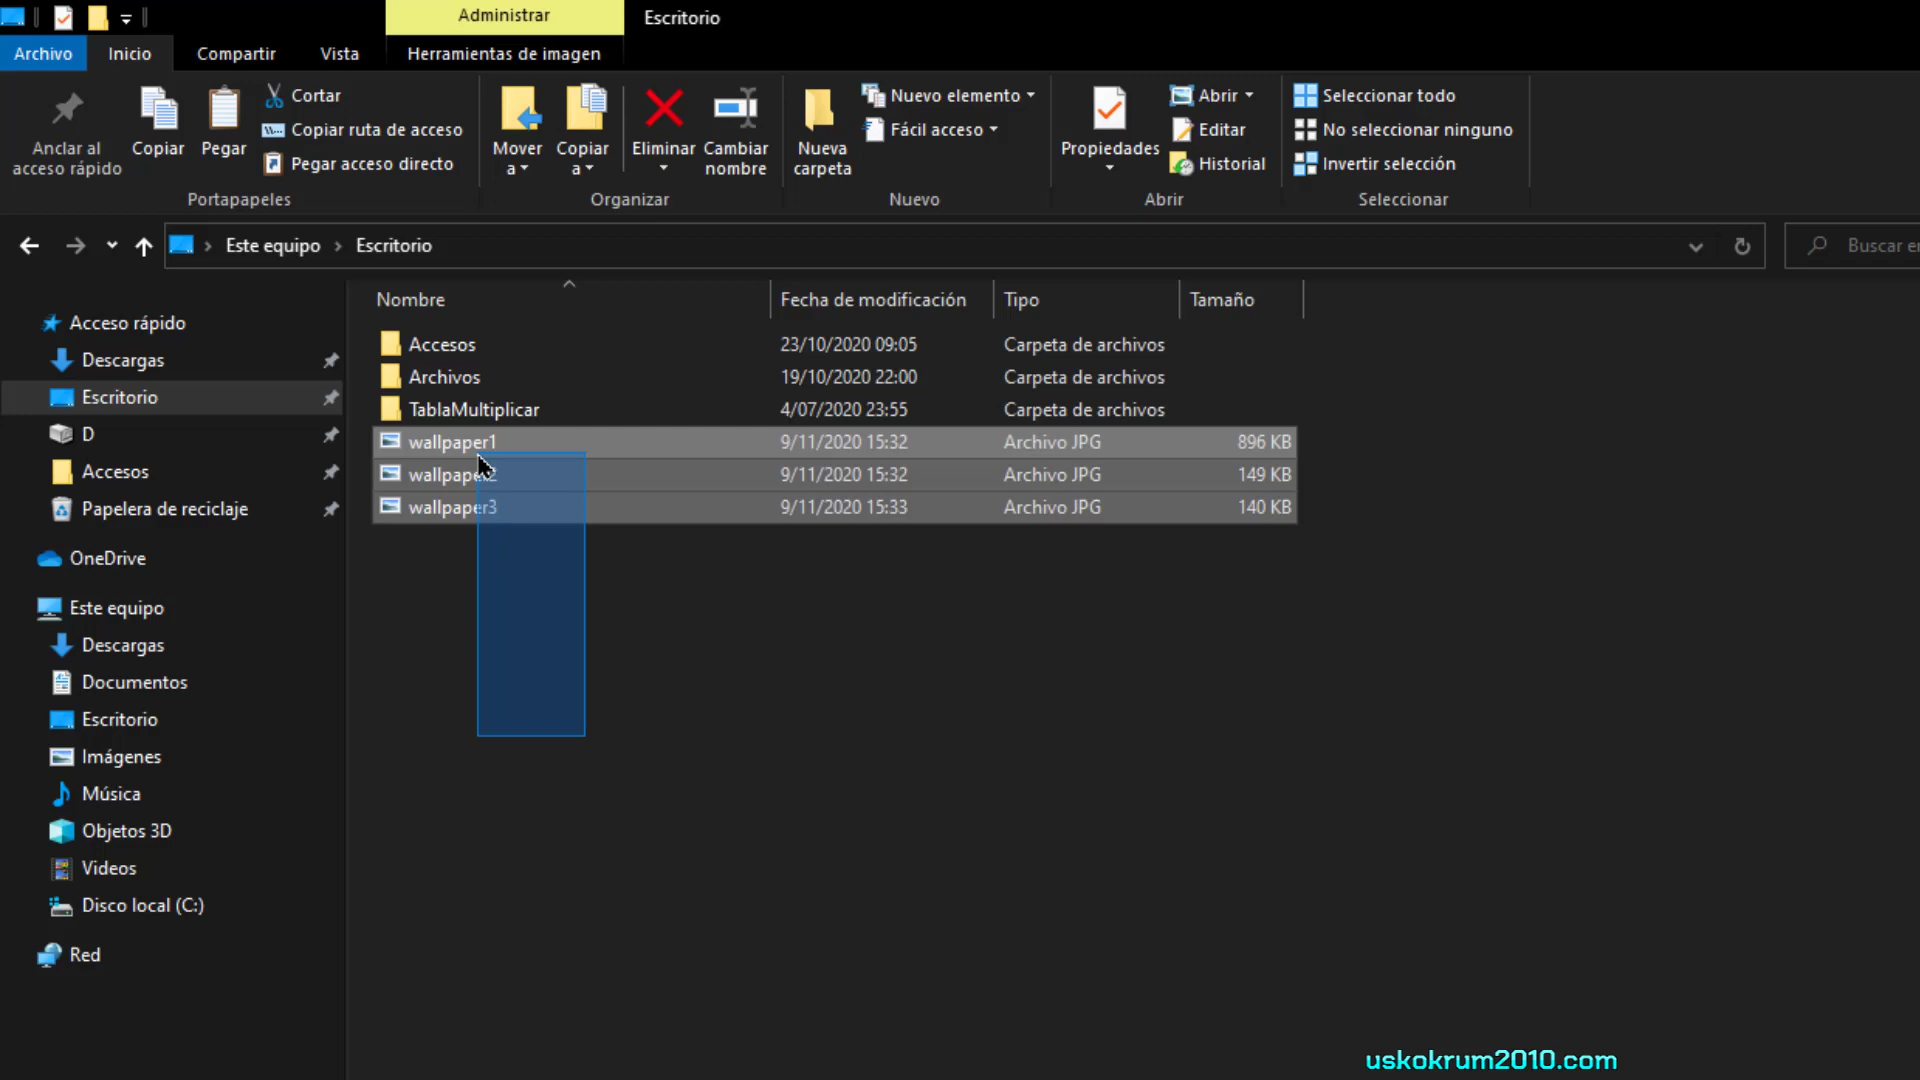 Administrar
Escritorio
Archivo
Inicio
Compartir
Vista
Herramientas de imagen
Anclar al
acceso rápido
Copiar
Pegar
Cortar
Copiar ruta de acceso
Pegar acceso directo
Portapapeles
Mover
a
Copiar
a
Eliminar
Cambiar
nombre
Organizar
Nueva
carpeta
Nuevo elemento
Fácil acceso
Nuevo
Propiedades
Abrir
Editar
Historial
Abrir
Seleccionar todo
No seleccionar ninguno
Invertir selección
Seleccionar
Este equipo > Escritorio
Buscar
Nombre Fecha de modificación Tipo Tamaño
Accesos 23/10/2020 09:05 Carpeta de archivos
Archivos 19/10/2020 22:00 Carpeta de archivos
TablaMultiplicar 4/07/2020 23:55 Carpeta de archivos
wallpaper1 9/11/2020 15:32 Archivo JPG 896 KB
wallpaper2 9/11/2020 15:32 Archivo JPG 149 KB
wallpaper3 9/11/2020 15:33 Archivo JPG 140 KB
Acceso rápido
Descargas
Escritorio
D
Accesos
Papelera de reciclaje
OneDrive
Este equipo
Descargas
Documentos
Escritorio
Imágenes
Música
Objetos 3D
Videos
Disco local (C:)
Red
uskokrum2010.com